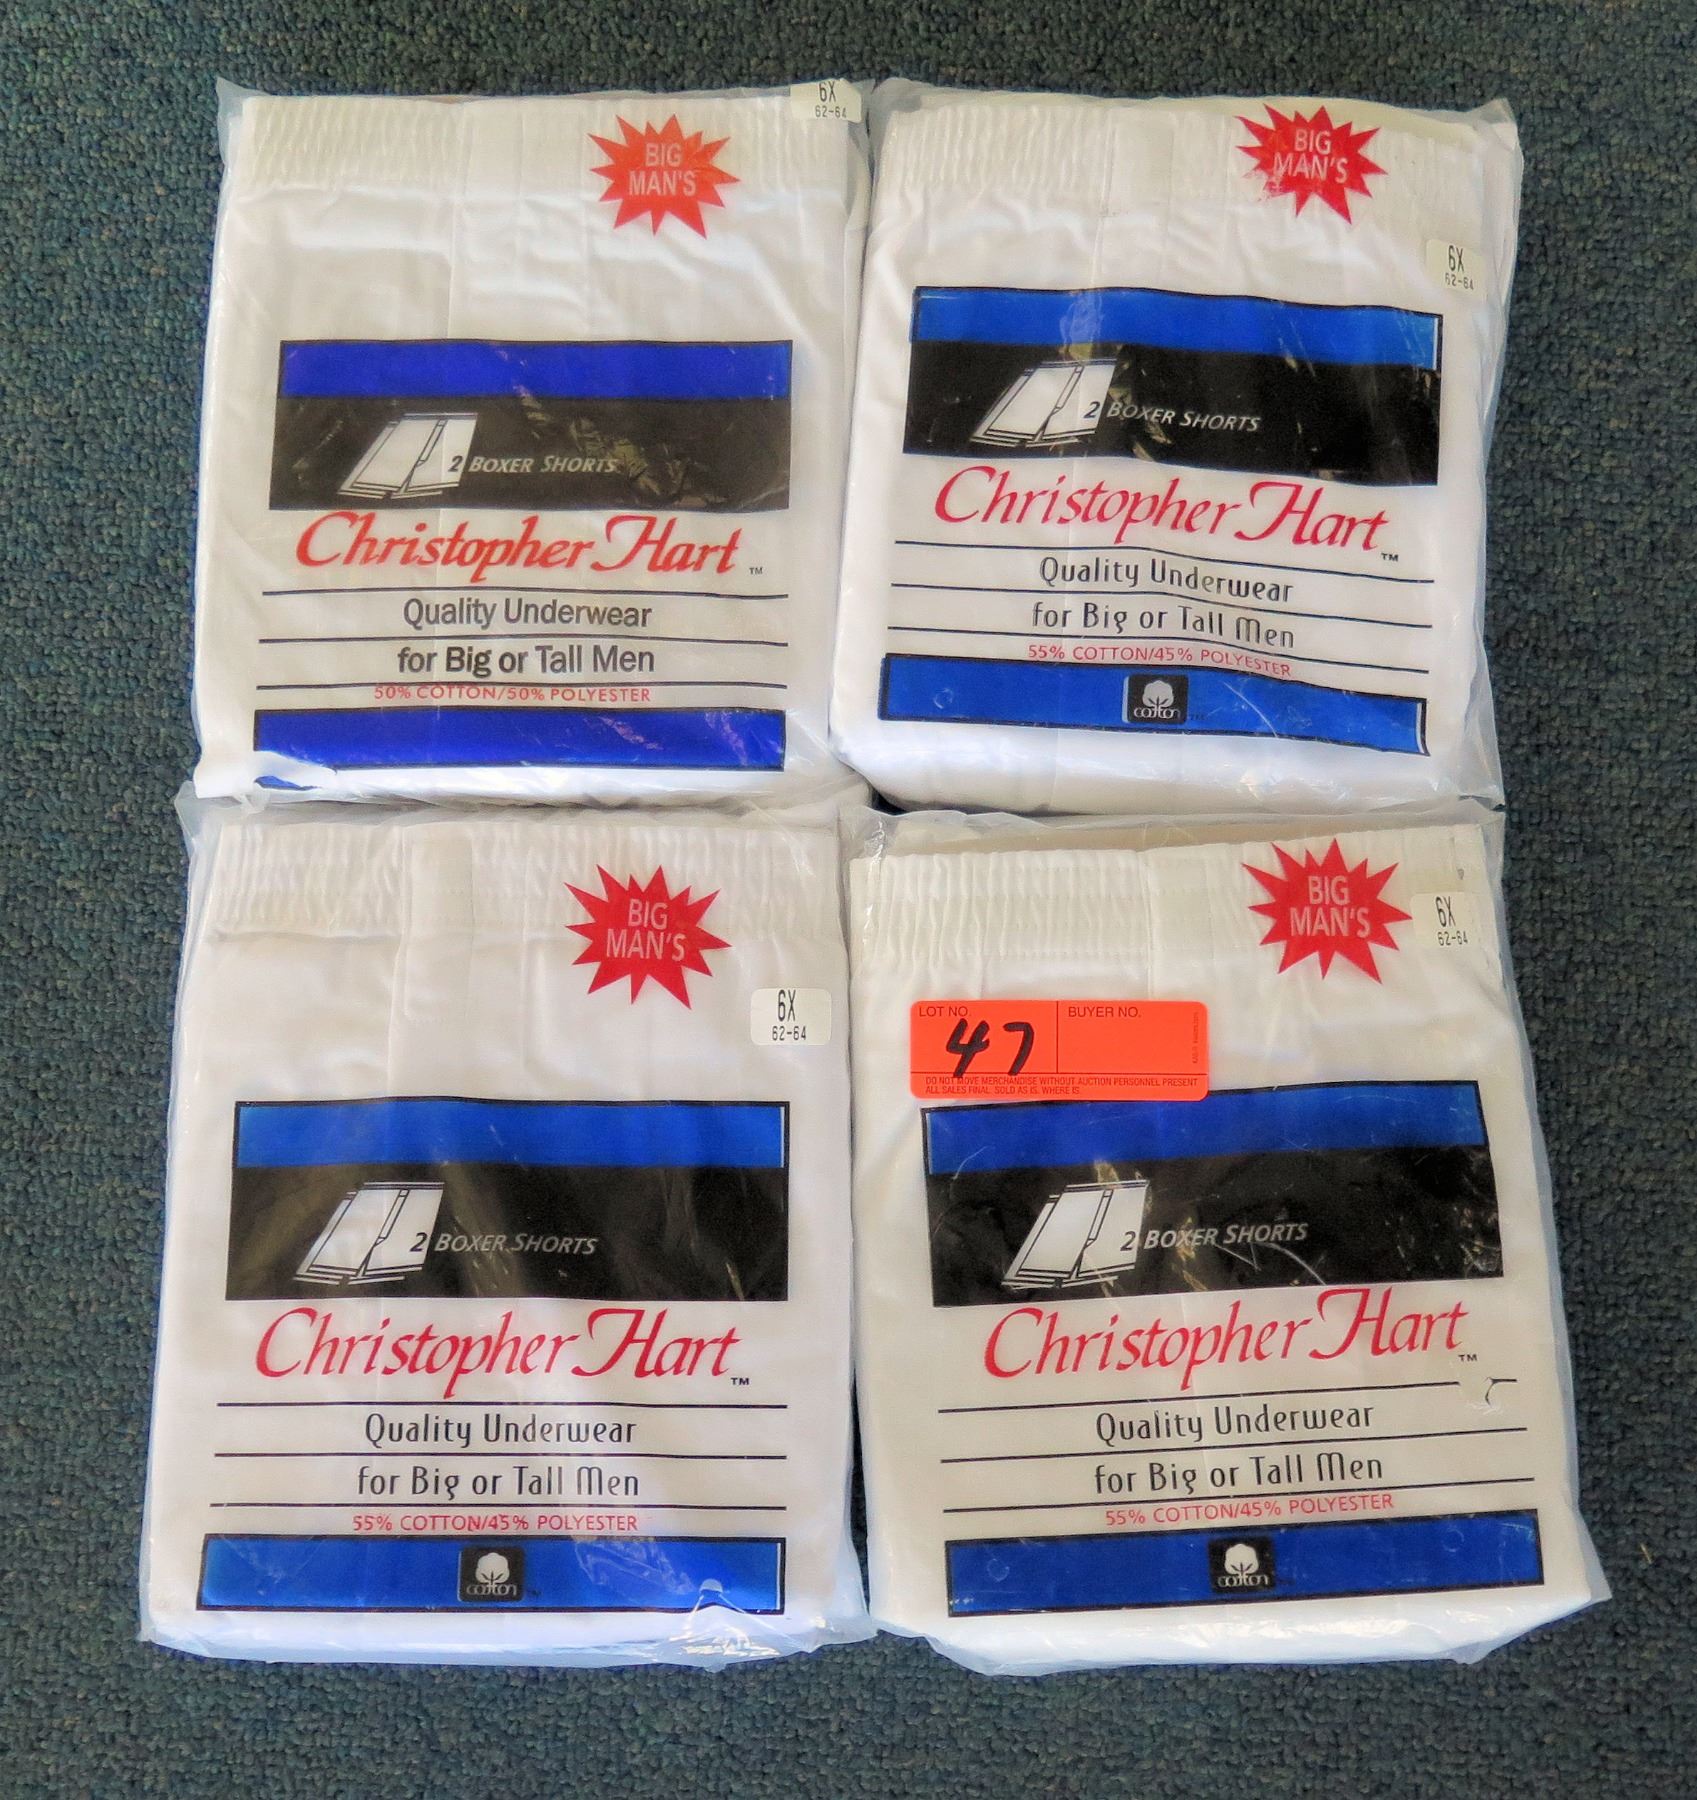 6X
62-64
BIG
MAN'S
2 BOXER SHORTS
Christopher Hart ™
Quality Underwear
for Big or Tall Men
50% COTTON/50% POLYESTER
BIG
MAN'S
6X
62-64
2 BOXER SHORTS
Christopher Hart ™
Quality Underwear
for Big or Tall Men
55% COTTON/45% POLYESTER
cotton ™
BIG
MAN'S
6X
62-64
2 BOXER SHORTS
Christopher Hart ™
Quality Underwear
for Big or Tall Men
55% COTTON/45% POLYESTER
cotton ™
BIG
MAN'S
6X
62-64
LOT NO. BUYER NO.
47
DO NOT MOVE MERCHANDISE WITHOUT AUCTION PERSONNEL PRESENT
ALL SALES FINAL SOLD AS IS, WHERE IS.
2 BOXER SHORTS
Christopher Hart ™
Quality Underwear
for Big or Tall Men
55% COTTON/45% POLYESTER
cotton